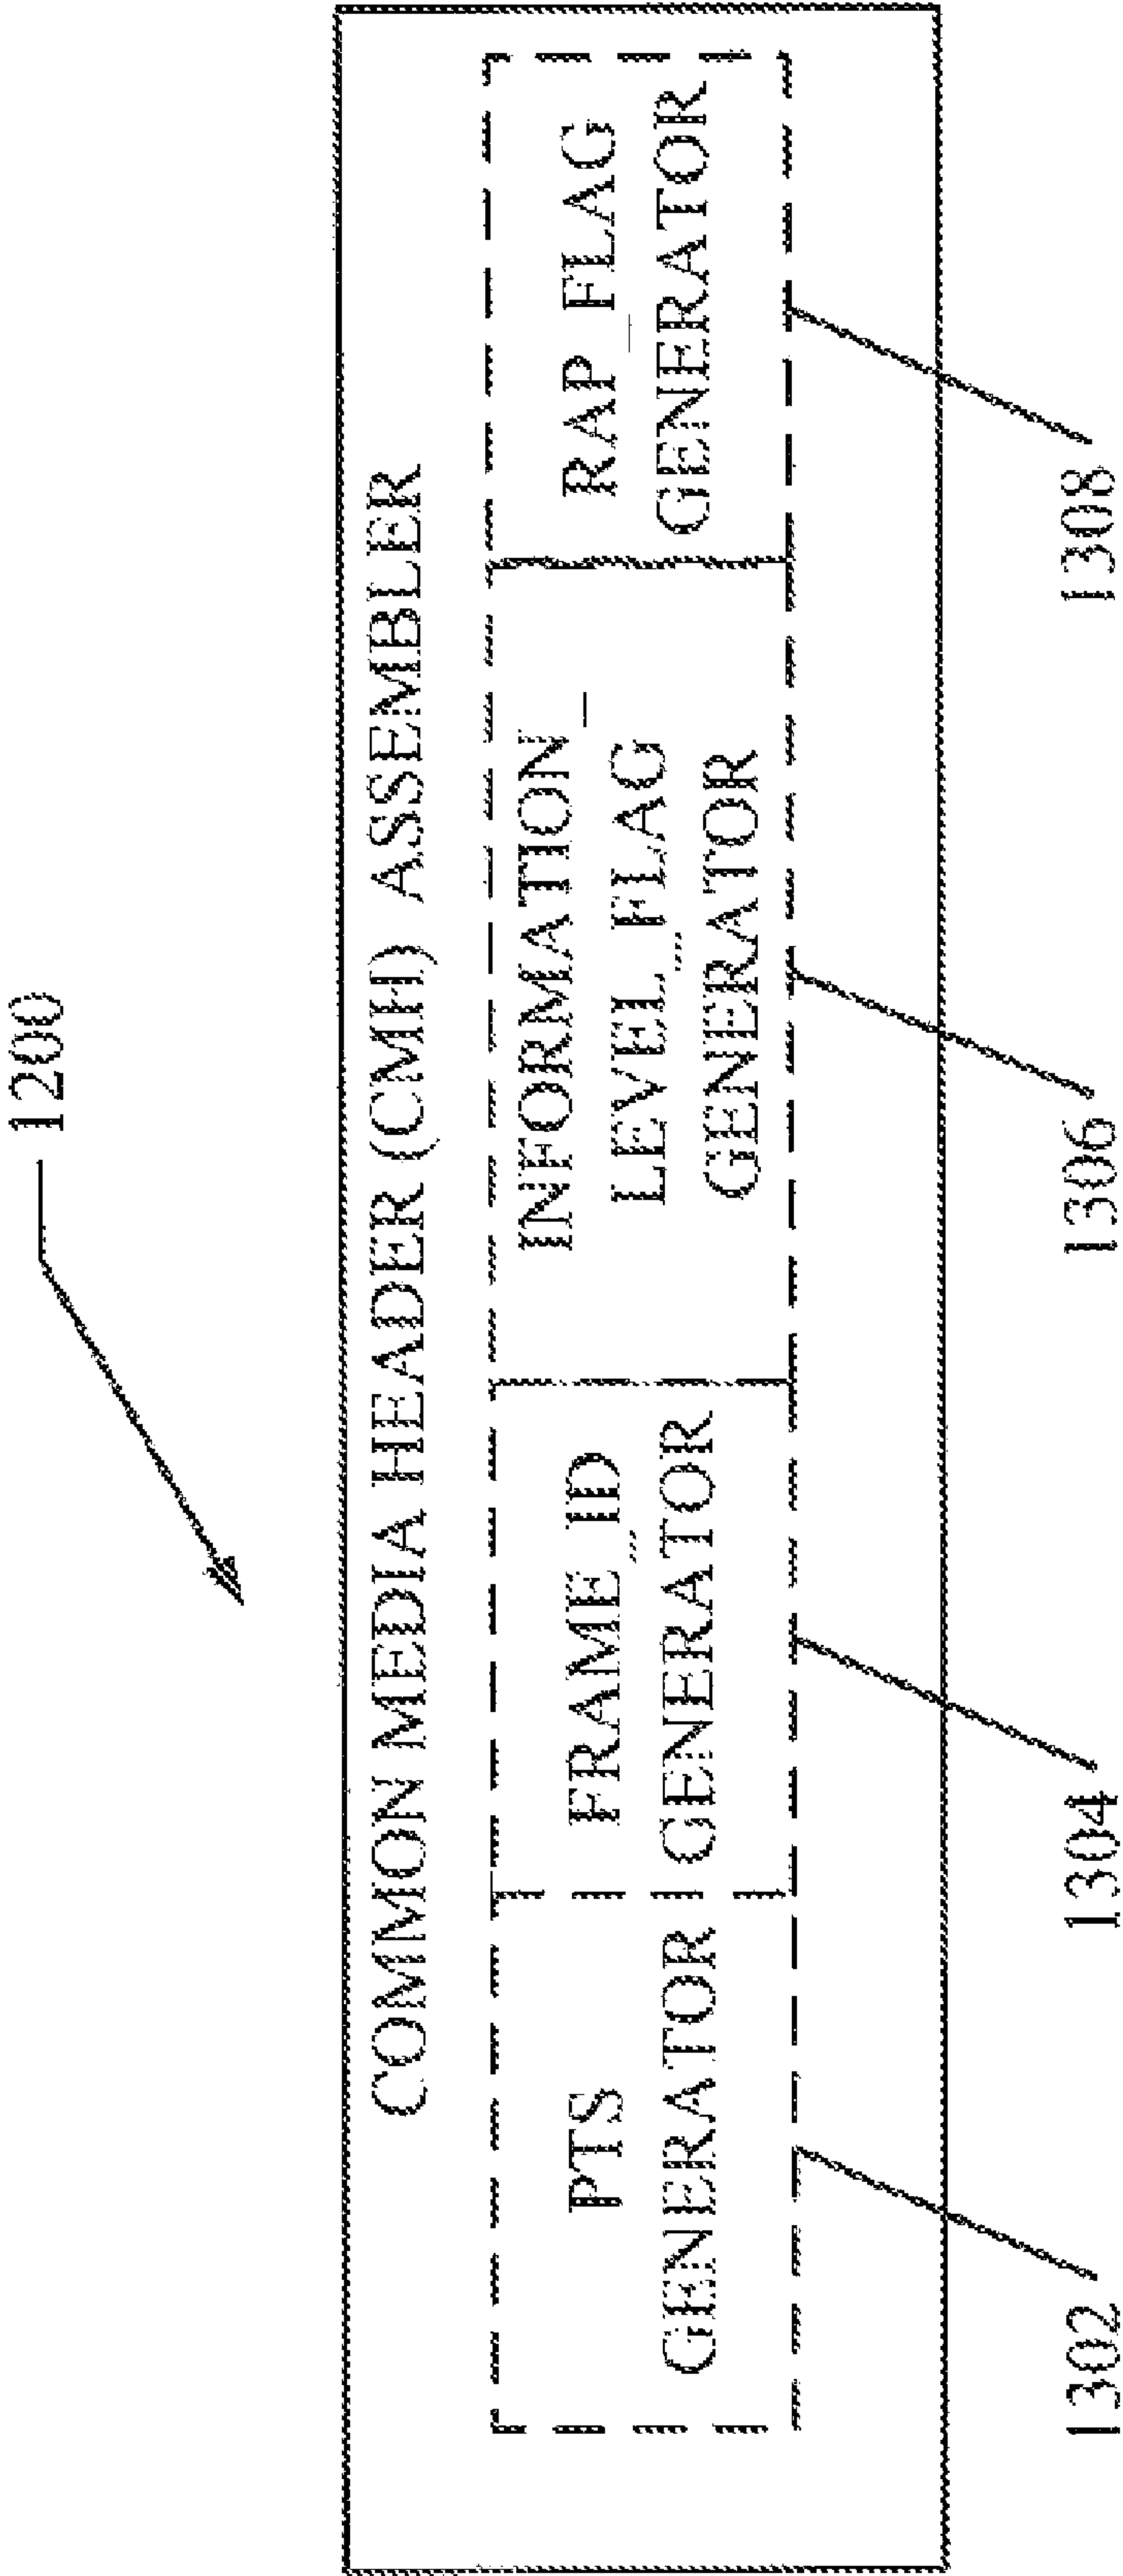 1200
COMMON MEDIA HEADER (CMH) ASSEMBLER
PTS
GENERATOR
FRAME_ID
GENERATOR
INFORMATION_
LEVEL_FLAG
GENERATOR
RAP_FLAG
GENERATOR
1302
1304
1306
1308